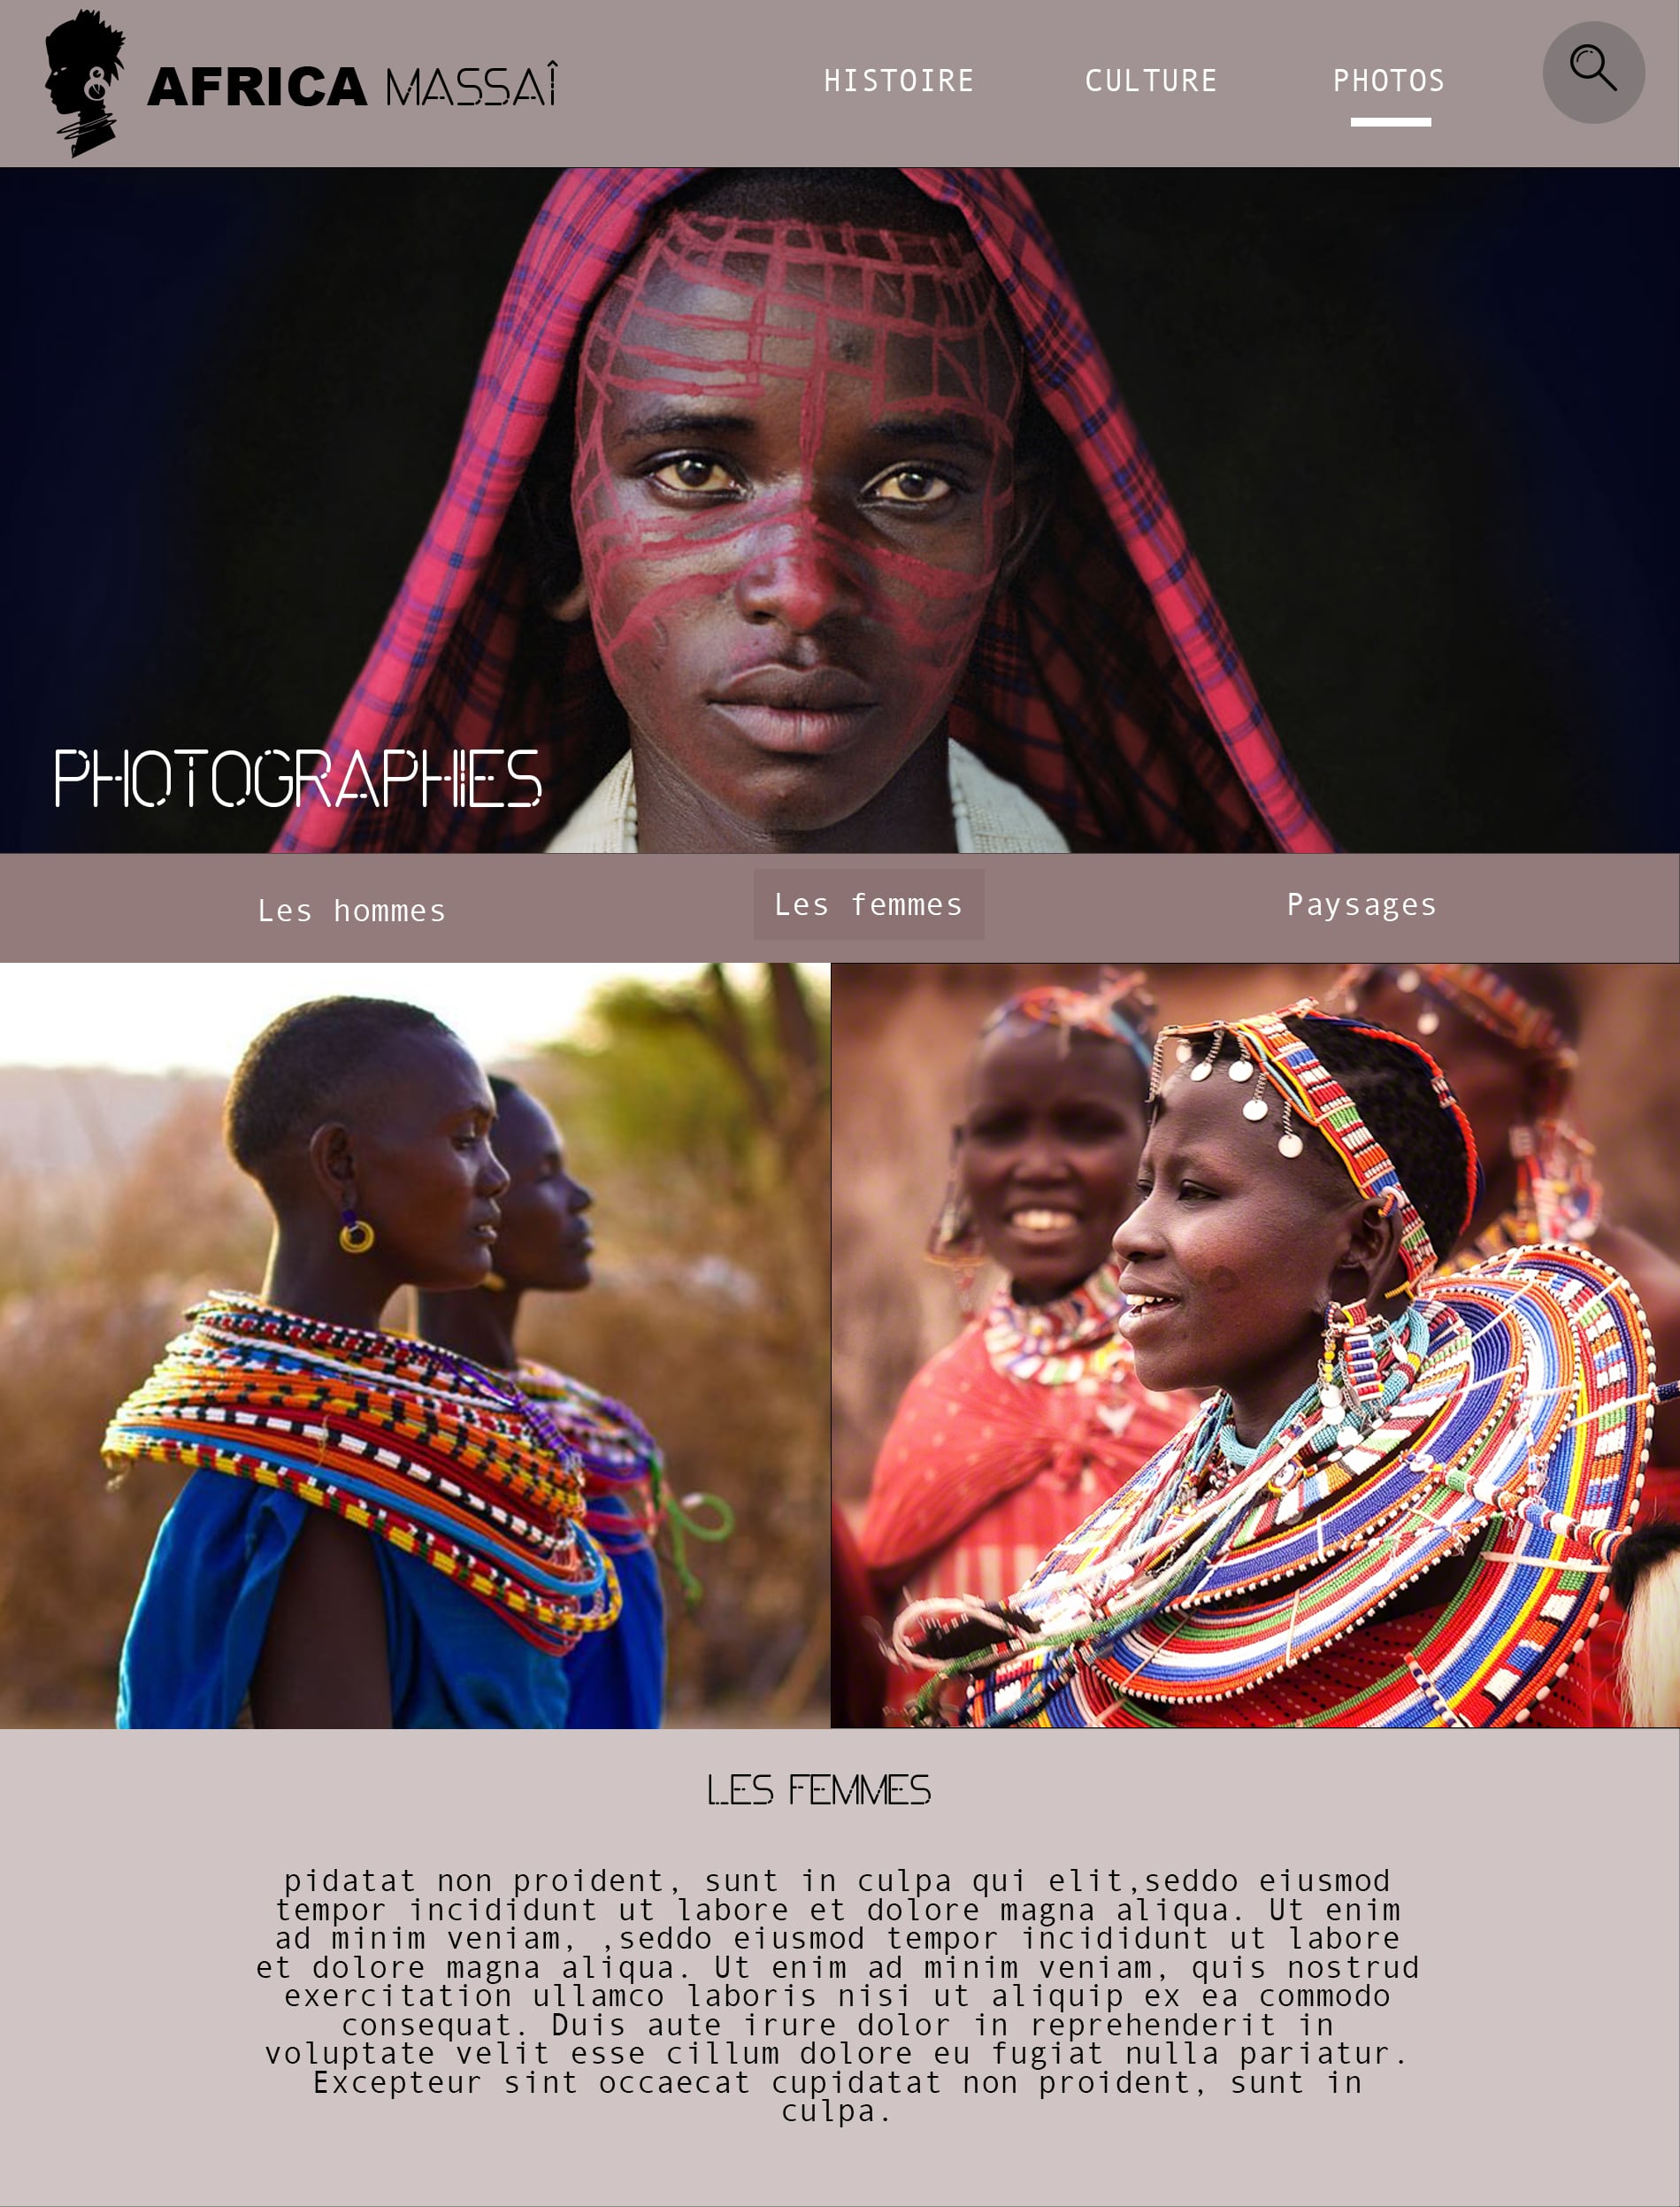 AFRICA MASSAÎ
HISTOIRE
CULTURE
PHOTOS
PHOTOGRAPHIES
Les hommes
Les femmes
Paysages
LES FEMMES
pidatat non proident, sunt in culpa qui elit,seddo eiusmod
tempor incididunt ut labore et dolore magna aliqua. Ut enim
ad minim veniam, ,seddo eiusmod tempor incididunt ut labore
et dolore magna aliqua. Ut enim ad minim veniam, quis nostrud
exercitation ullamco laboris nisi ut aliquip ex ea commodo
consequat. Duis aute irure dolor in reprehenderit in
voluptate velit esse cillum dolore eu fugiat nulla pariatur.
Excepteur sint occaecat cupidatat non proident, sunt in
culpa.